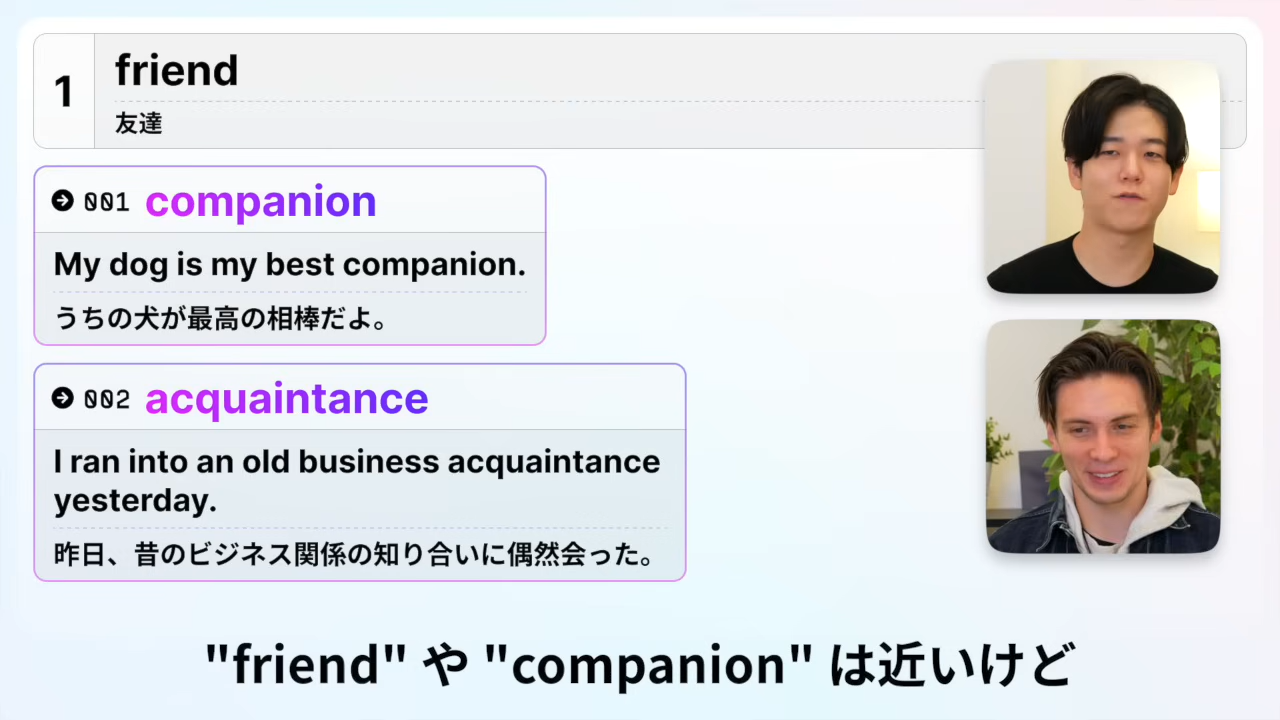 1
friend
友達
001 companion
My dog is my best companion.
うちの犬が最高の相棒だよ。
002 acquaintance
I ran into an old business acquaintance
yesterday.
昨日、昔のビジネス関係の知り合いに偶然会った。
"friend" や "companion" は近いけど